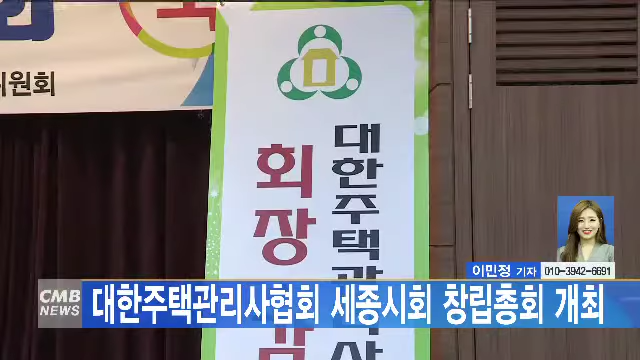 위원회
대한주택관리사
회장
이민정 기자
010-3942-6691
CMB
NEWS
대한주택관리사협회 세종시회 창립총회 개최